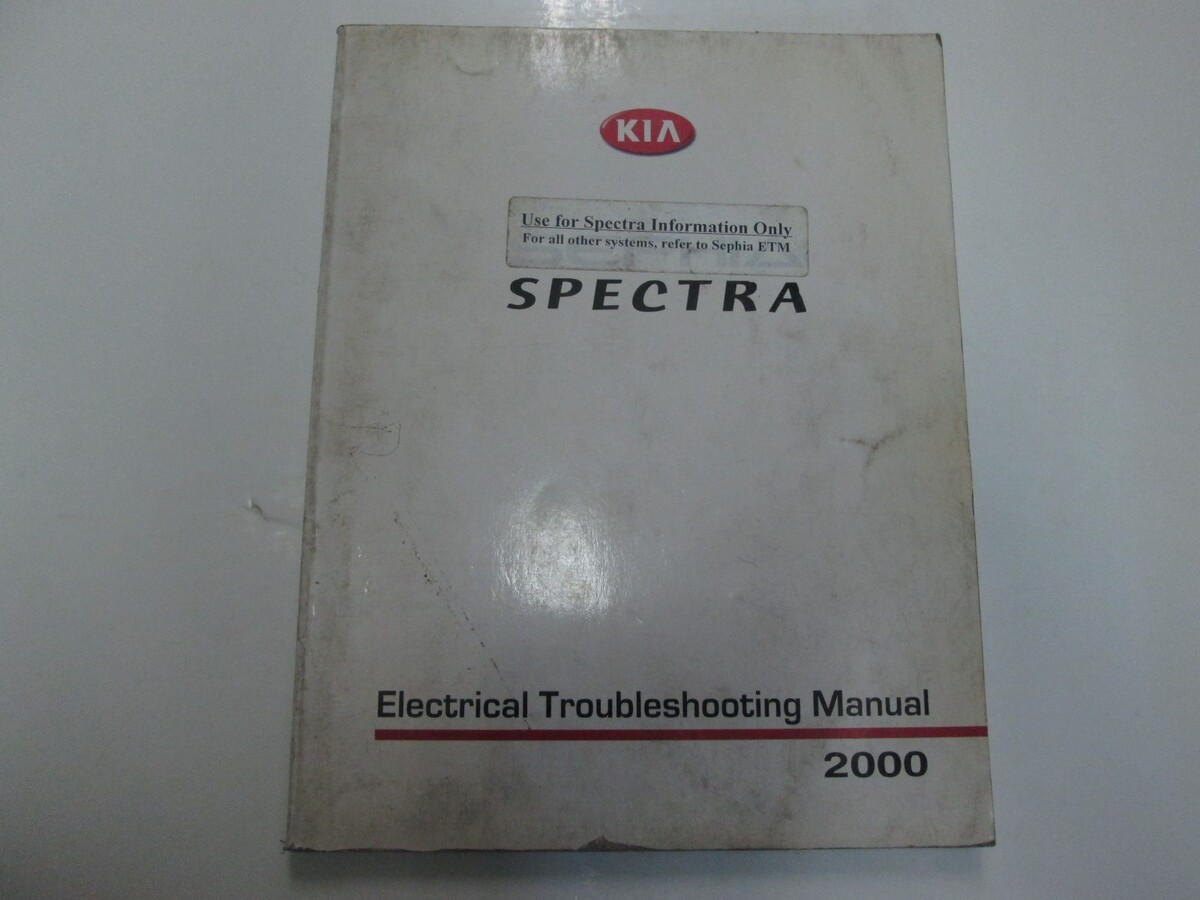 KIA
Use for Spectra Information Only
For all other systems, refer to Sephia ETM
SPECTRA
Electrical Troubleshooting Manual
2000